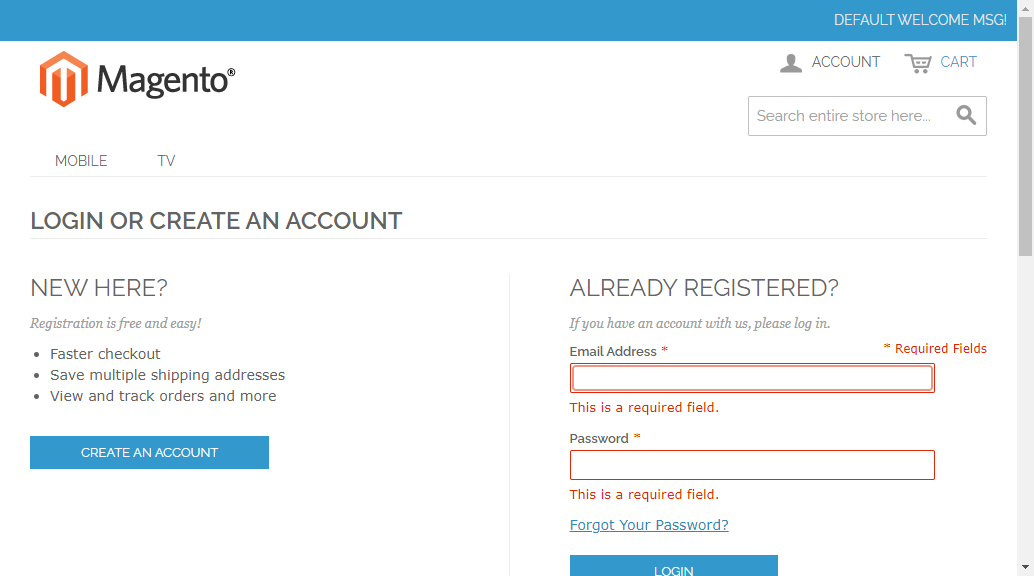 DEFAULT WELCOME MSG!
Magento®
ACCOUNT
CART
Search entire store here...
MOBILE
TV
LOGIN OR CREATE AN ACCOUNT
NEW HERE?
Registration is free and easy!
• Faster checkout
• Save multiple shipping addresses
• View and track orders and more
CREATE AN ACCOUNT
ALREADY REGISTERED?
If you have an account with us, please log in.
* Required Fields
Email Address *
This is a required field.
Password *
This is a required field.
Forgot Your Password?
LOGIN